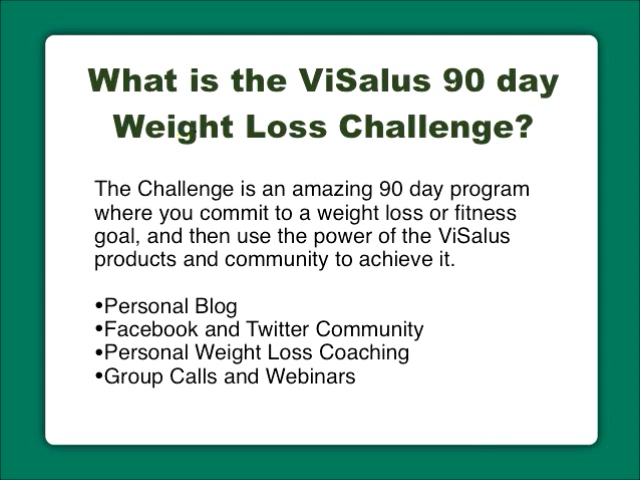 What is the ViSalus 90 day
Weight Loss Challenge?
The Challenge is an amazing 90 day program
where you commit to a weight loss or fitness
goal, and then use the power of the ViSalus
products and community to achieve it.
•Personal Blog
•Facebook and Twitter Community
•Personal Weight Loss Coaching
•Group Calls and Webinars